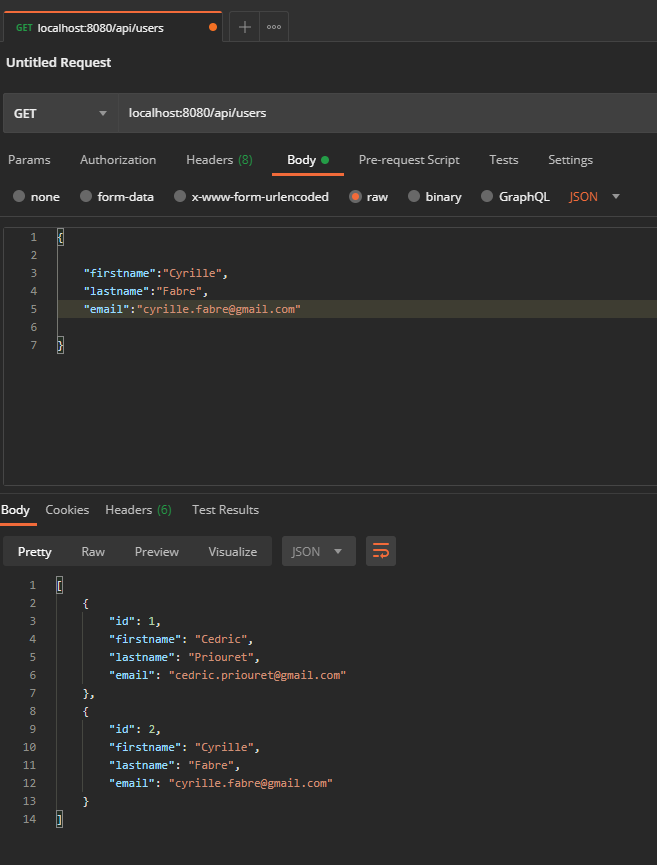 GET localhost:8080/api/users
Untitled Request
GET localhost:8080/api/users
Params Authorization Headers (8) Body Pre-request Script Tests Settings
none form-data x-www-form-urlencoded raw binary GraphQL JSON
1 {
2
3 "firstname":"Cyrille",
4 "lastname":"Fabre",
5 "email":"cyrille.fabre@gmail.com"
6
7 }
Body Cookies Headers (6) Test Results
Pretty Raw Preview Visualize JSON
1 [
2 {
3 "id": 1,
4 "firstname": "Cedric",
5 "lastname": "Priouret",
6 "email": "cedric.priouret@gmail.com"
7 },
8 {
9 "id": 2,
10 "firstname": "Cyrille",
11 "lastname": "Fabre",
12 "email": "cyrille.fabre@gmail.com"
13 }
14 ]